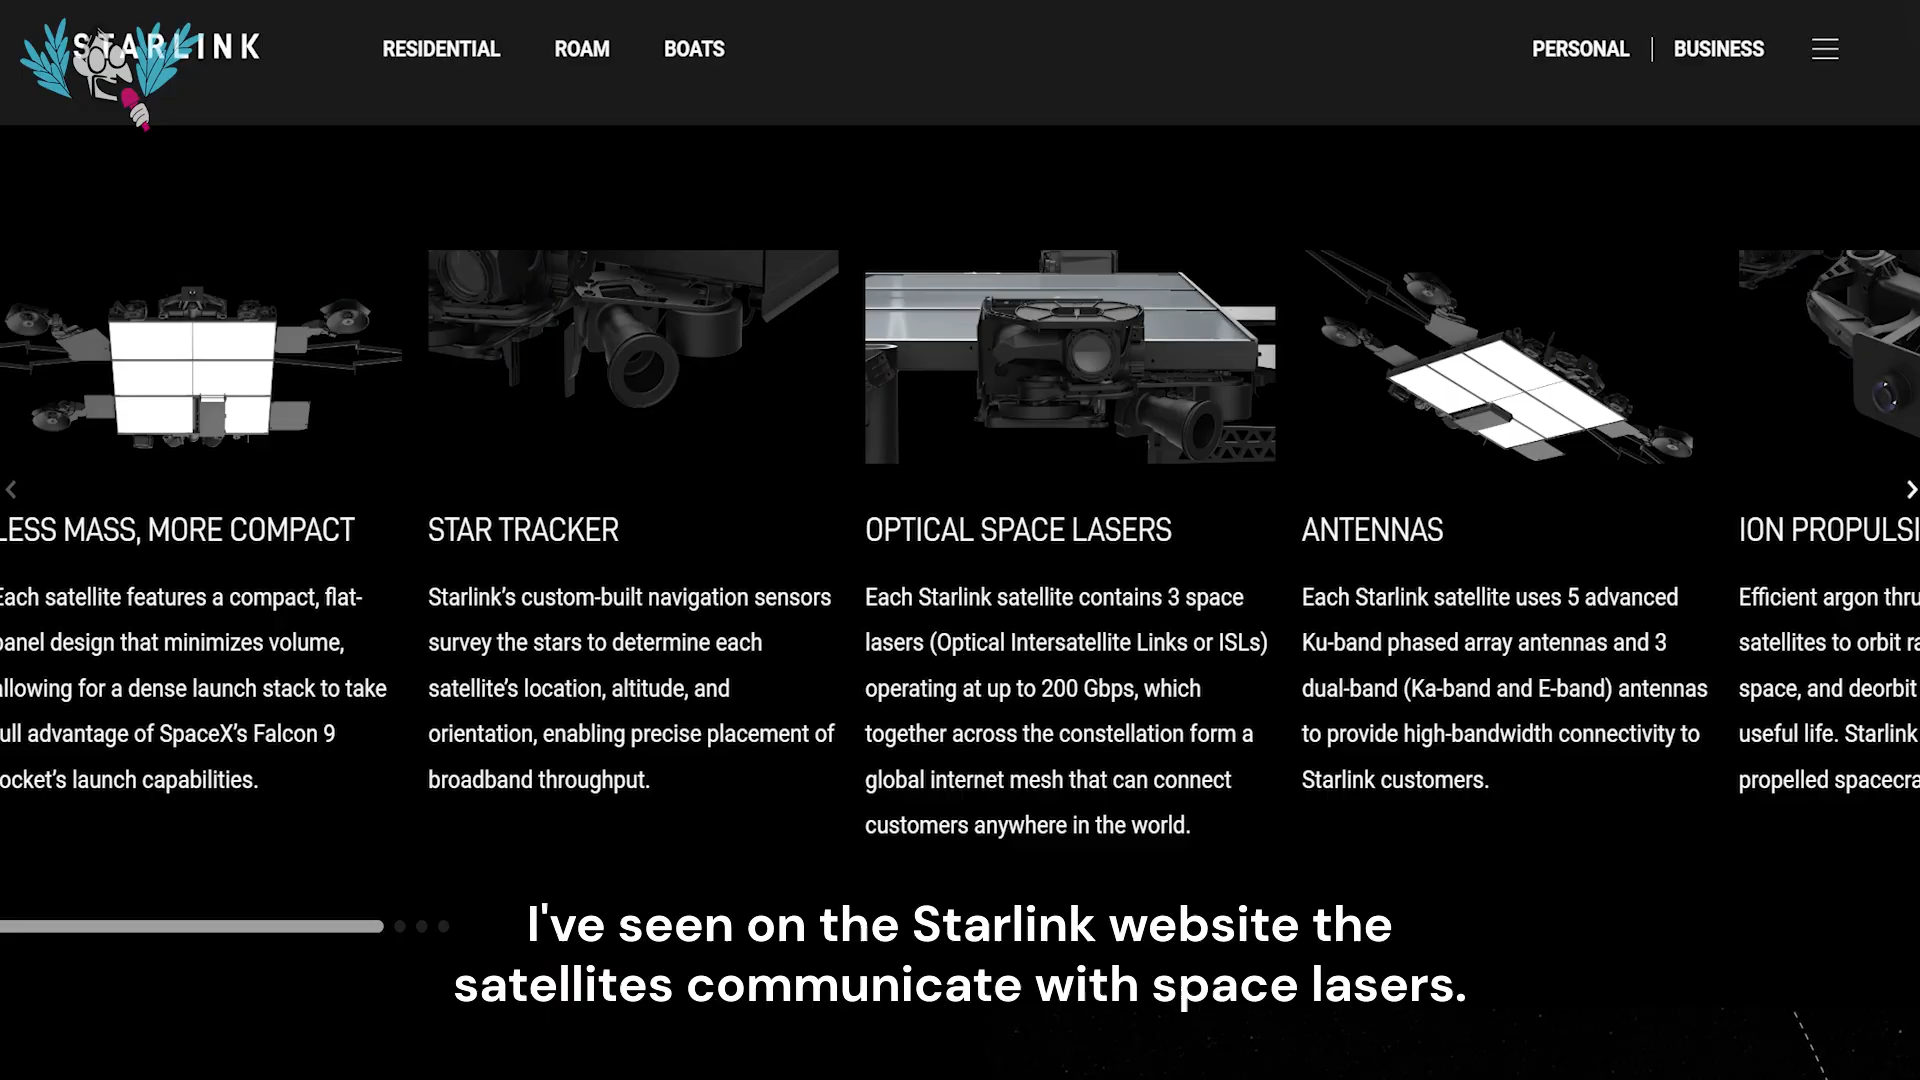 STARLINK
RESIDENTIAL
ROAM
BOATS
PERSONAL
BUSINESS
LESS MASS, MORE COMPACT
Each satellite features a compact, flat-
panel design that minimizes volume,
allowing for a dense launch stack to take
full advantage of SpaceX's Falcon 9
rocket's launch capabilities.
STAR TRACKER
Starlink's custom-built navigation sensors
survey the stars to determine each
satellite's location, altitude, and
orientation, enabling precise placement of
broadband throughput.
OPTICAL SPACE LASERS
Each Starlink satellite contains 3 space
lasers (Optical Intersatellite Links or ISLs)
operating at up to 200 Gbps, which
together across the constellation form a
global internet mesh that can connect
customers anywhere in the world.
ANTENNAS
Each Starlink satellite uses 5 advanced
Ku-band phased array antennas and 3
dual-band (Ka-band and E-band) antennas
to provide high-bandwidth connectivity to
Starlink customers.
ION PROPULSI
Efficient argon thru
satellites to orbit ra
space, and deorbit
useful life. Starlink
propelled spacecra
I've seen on the Starlink website the
satellites communicate with space lasers.